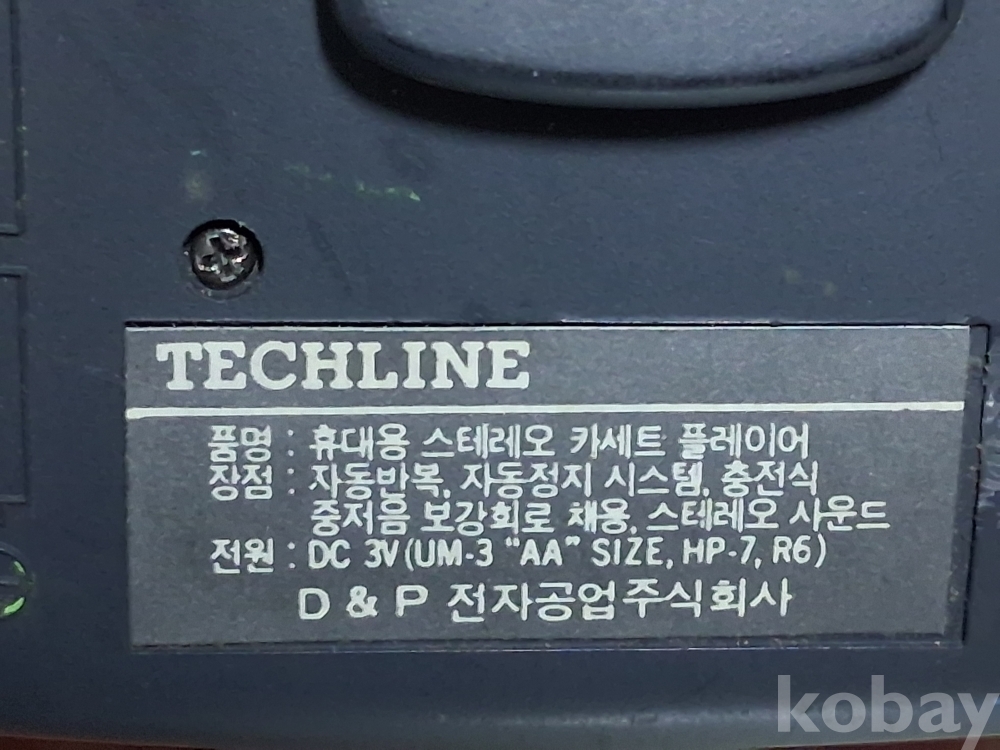 TECHLINE
품명 : 휴대용 스테레오 카세트 플레이어
장점 : 자동반복, 자동정지 시스템, 충전식
중저음 보강회로 채용, 스테레오 사운드
전원 : DC 3V (UM-3 "AA" SIZE, HP-7, R6)
D & P 전자공업주식회사
kobay